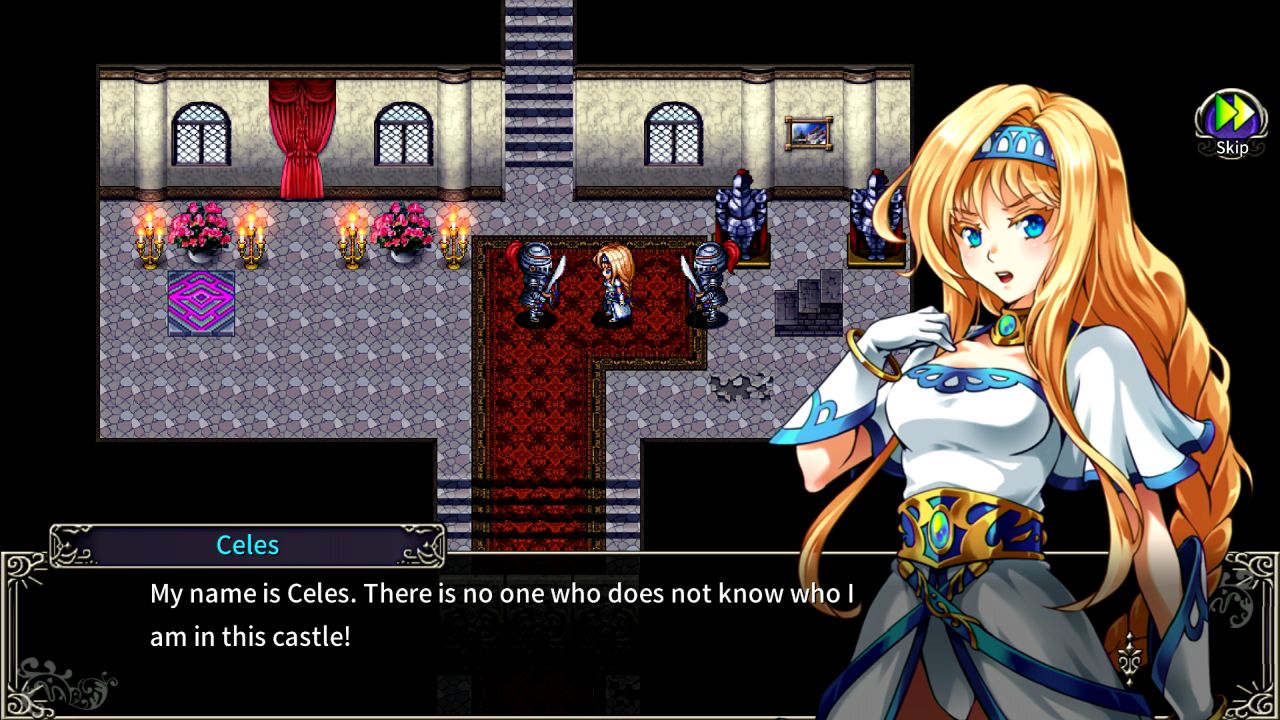 Skip
Celes
My name is Celes. There is no one who does not know who I
am in this castle!